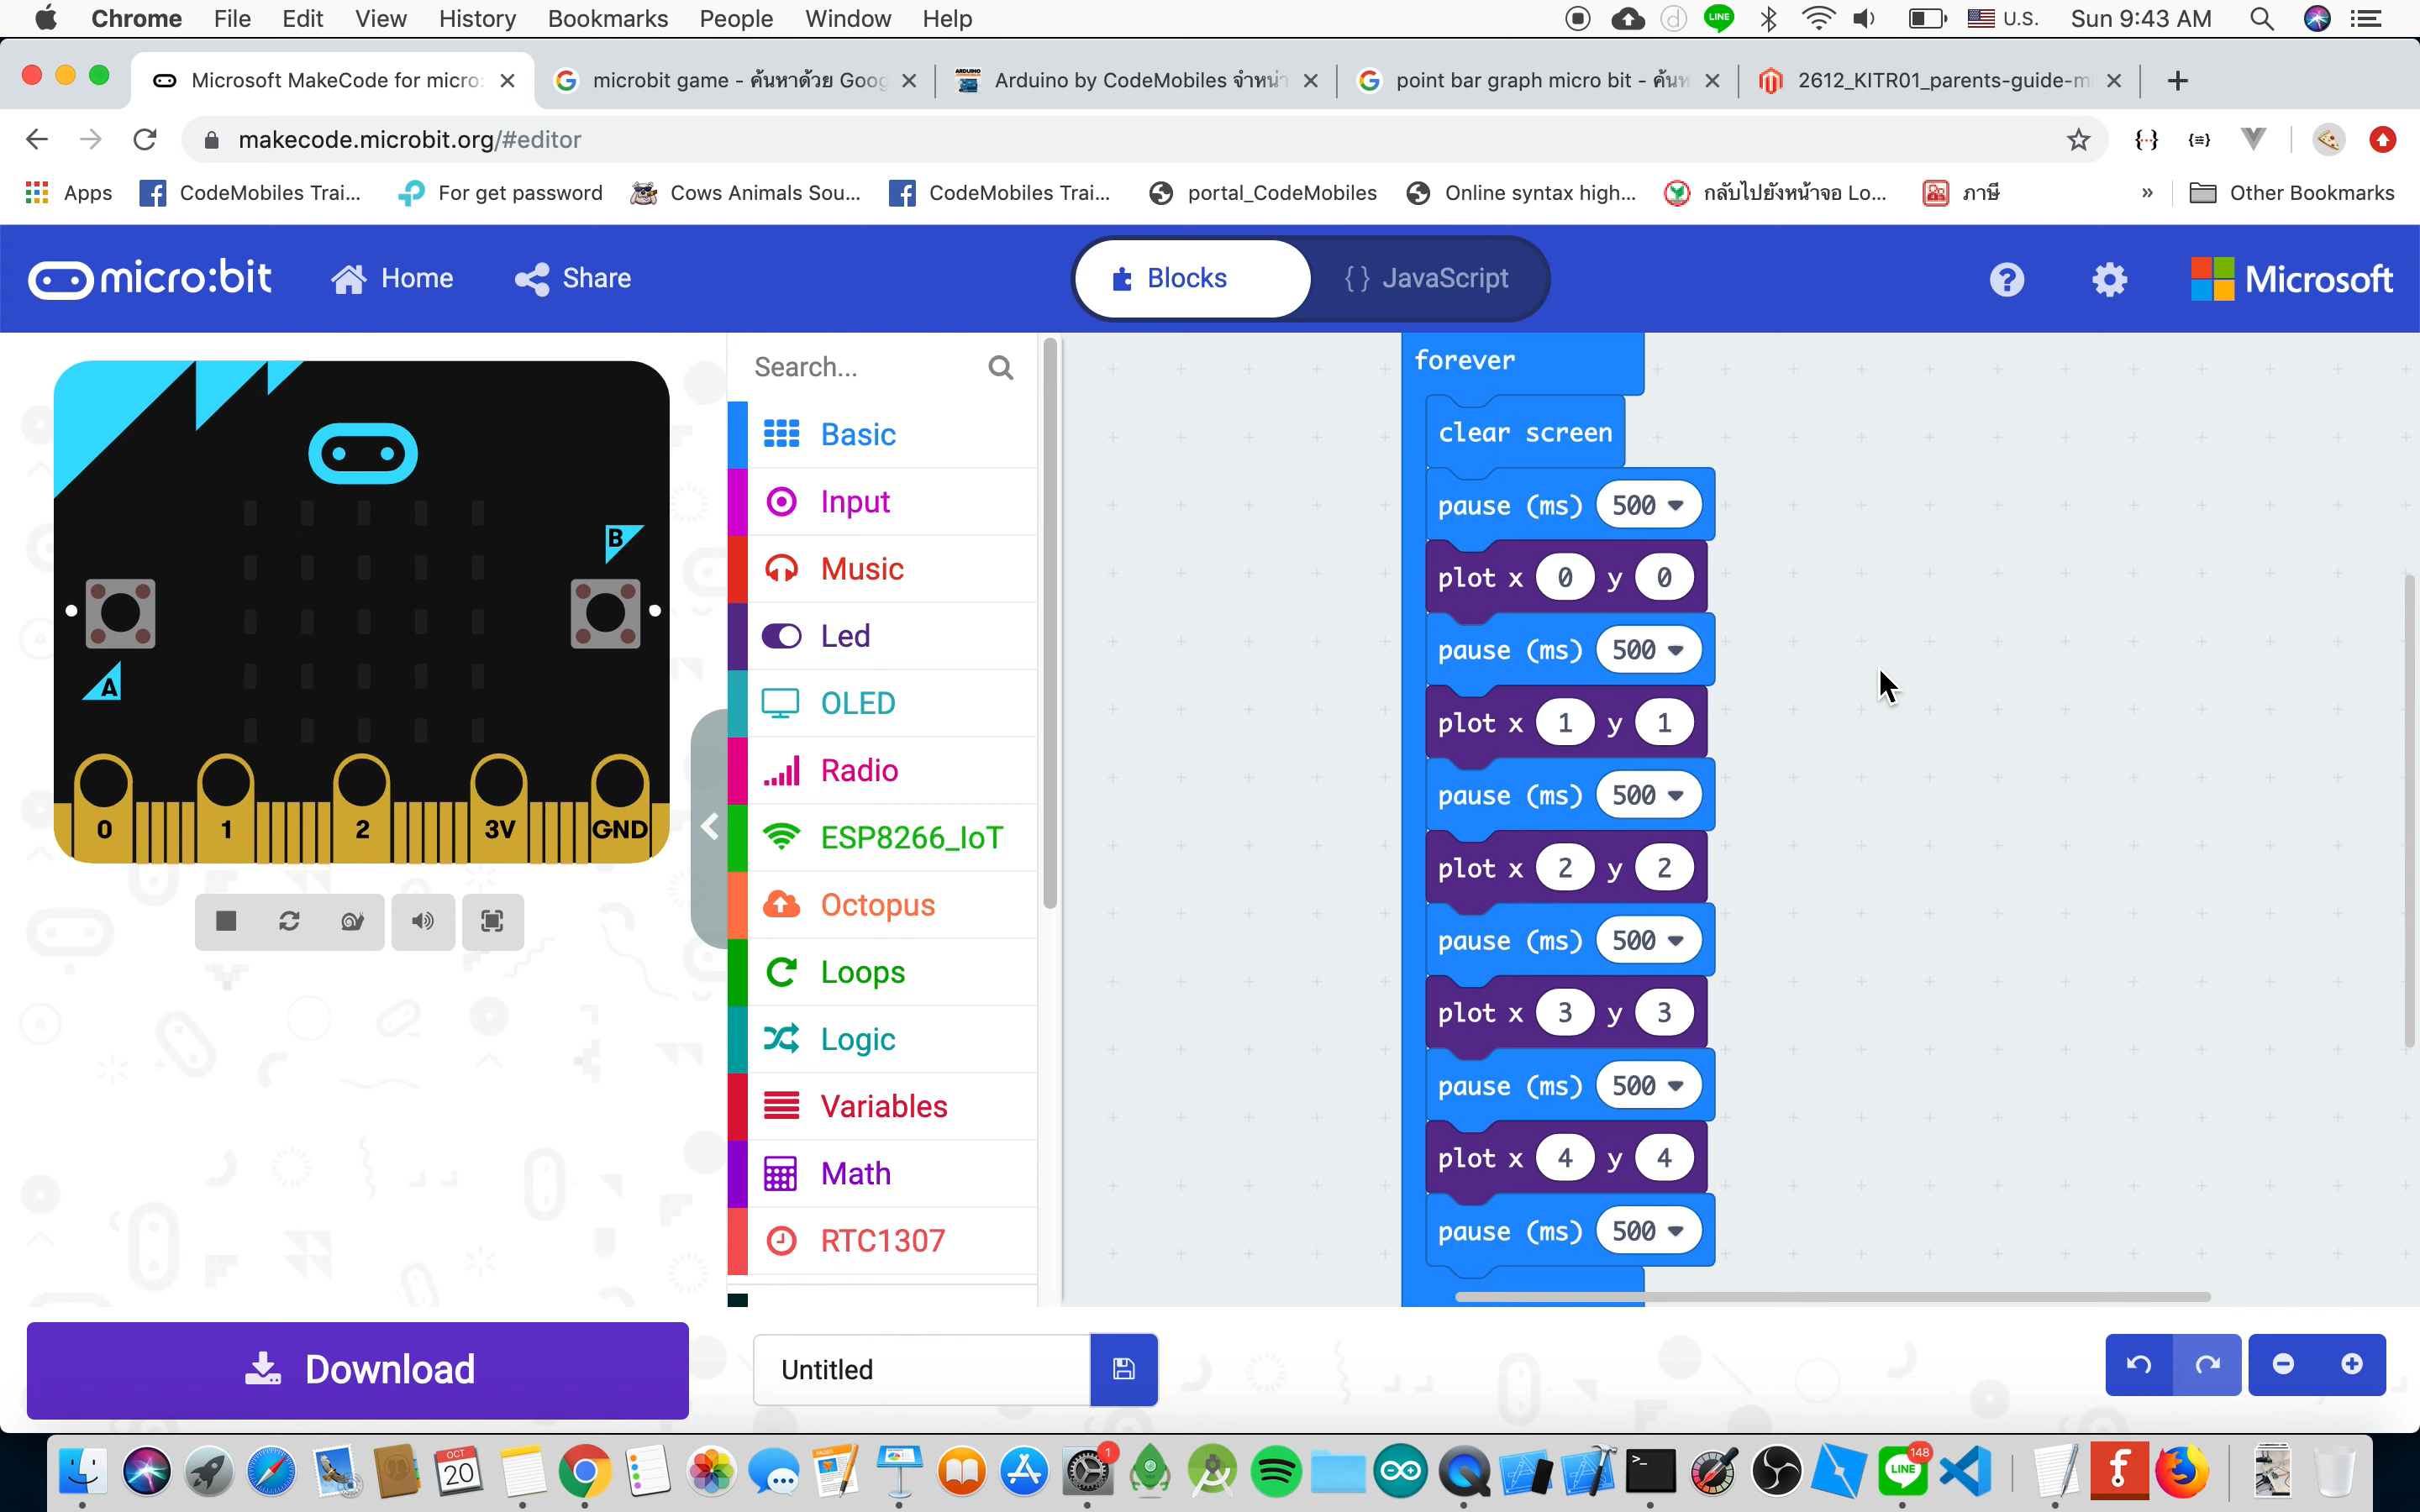 Chrome File Edit View History Bookmarks People Window Help LINE U.S. Sun 9:43 AM
Microsoft MakeCode for micro: microbit game - ค้นหาด้วย Goog Arduino by CodeMobiles จำหน่า point bar graph micro bit - ค้นห 2612_KITR01_parents-guide-m
makecode.microbit.org/#editor
Apps CodeMobiles Trai... For get password Cows Animals Sou... CodeMobiles Trai... portal_CodeMobiles Online syntax high... กลับไปยังหน้าจอ Lo... ภาษี » Other Bookmarks
micro:bit Home Share Blocks {} JavaScript Microsoft
Search...
Basic
Input
Music
Led
OLED
Radio
ESP8266_IoT
Octopus
Loops
Logic
Variables
Math
RTC1307
B
A
0 1 2 3V GND
forever
clear screen
pause (ms) 500
plot x 0 y 0
pause (ms) 500
plot x 1 y 1
pause (ms) 500
plot x 2 y 2
pause (ms) 500
plot x 3 y 3
pause (ms) 500
plot x 4 y 4
pause (ms) 500
Download
Untitled
OCT
20
PAGES
1
LINE
148